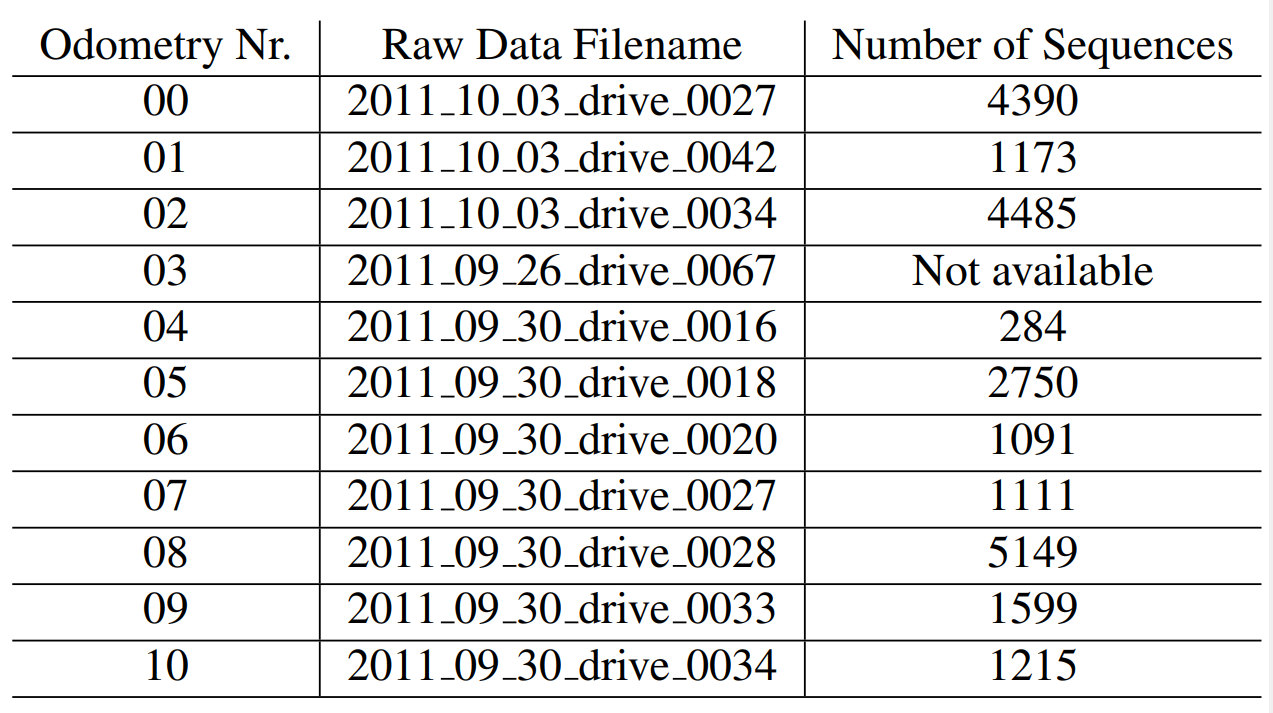 Odometry Nr. Raw Data Filename Number of Sequences
00 2011_10_03_drive_0027 4390
01 2011_10_03_drive_0042 1173
02 2011_10_03_drive_0034 4485
03 2011_09_26_drive_0067 Not available
04 2011_09_30_drive_0016 284
05 2011_09_30_drive_0018 2750
06 2011_09_30_drive_0020 1091
07 2011_09_30_drive_0027 1111
08 2011_09_30_drive_0028 5149
09 2011_09_30_drive_0033 1599
10 2011_09_30_drive_0034 1215